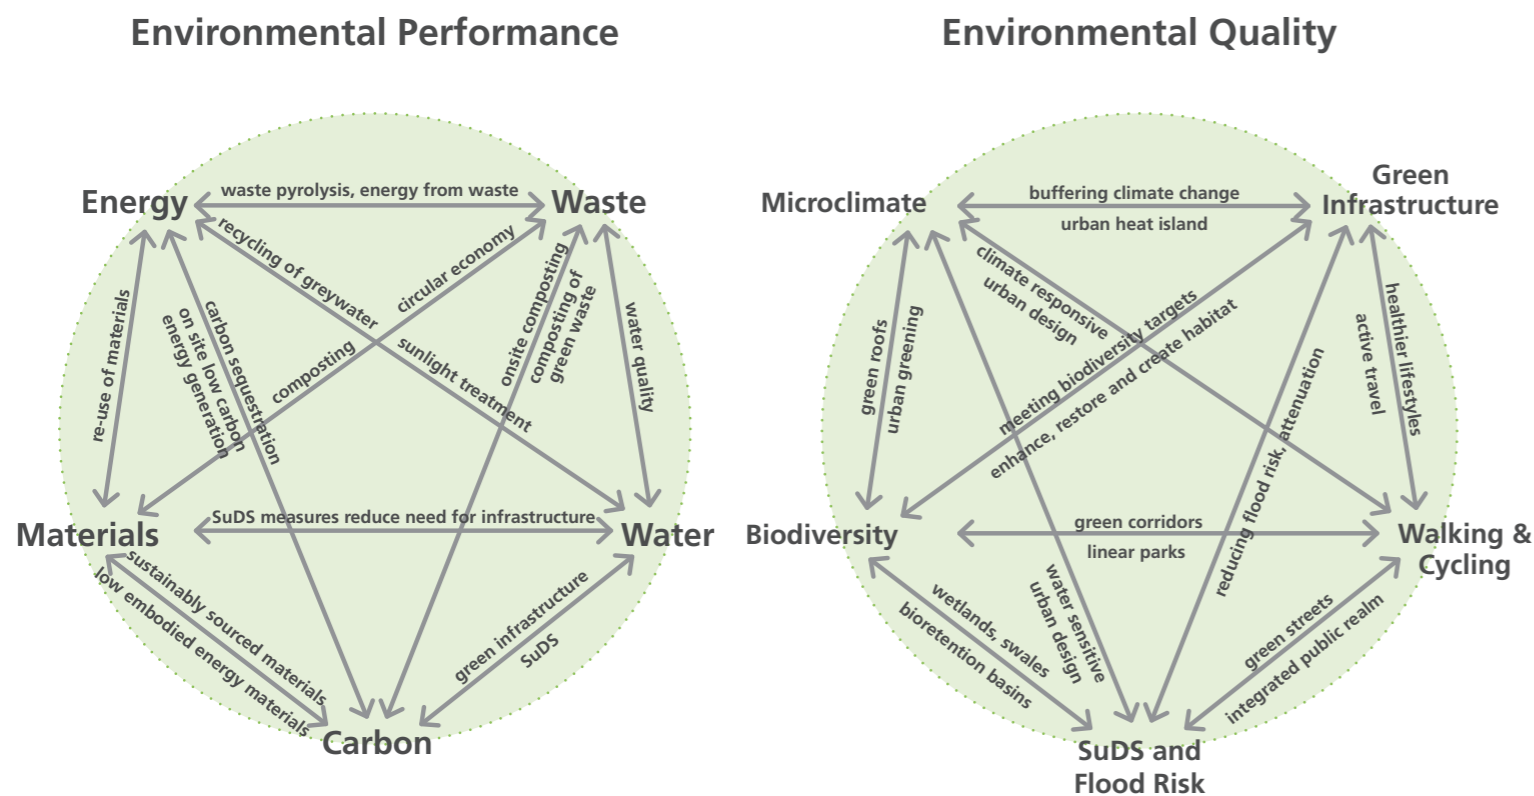 Environmental Performance
Energy
Waste
waste pyrolysis, energy from waste
recycling of greywater
sunlight treatment
circular economy
composting
onsite composting
composting of
green waste
water quality
re-use of materials
carbon sequestration
on site low carbon
energy generation
Materials
Water
SuDS measures reduce need for infrastructure
sustainably sourced materials
low embodied energy materials
green infrastructure
SuDS
Carbon
Environmental Quality
Microclimate
Green
Infrastructure
buffering climate change
urban heat island
climate responsive
urban design
meeting biodiversity targets
enhance, restore and create habitat
green roofs
urban greening
reducing flood risk, attenuation
healthier lifestyles
active travel
Biodiversity
Walking &
Cycling
green corridors
linear parks
water sensitive
urban design
wetlands, swales
bioretention basins
green streets
integrated public realm
SuDS and
Flood Risk